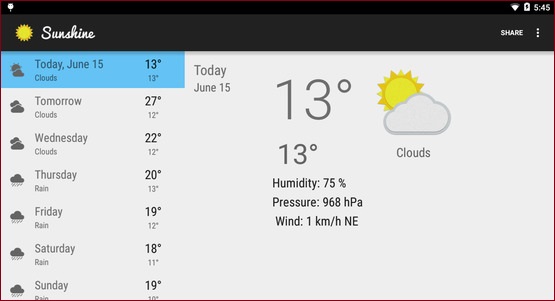 5:45
Sunshine
SHARE
Today, June 15 13°
Clouds 13°
Tomorrow 27°
Clouds 12°
Wednesday 22°
Clouds 12°
Thursday 20°
Rain 13°
Friday 19°
Rain 12°
Saturday 18°
Rain 11°
Sunday 19°
Rain 10°
Today
June 15
13°
13°
Clouds
Humidity: 75 %
Pressure: 968 hPa
Wind: 1 km/h NE